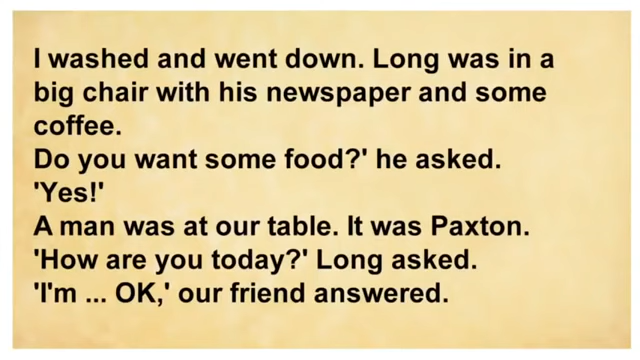 I washed and went down. Long was in a
big chair with his newspaper and some
coffee.
Do you want some food?' he asked.
'Yes!'
A man was at our table. It was Paxton.
'How are you today?' Long asked.
'I'm ... OK,' our friend answered.